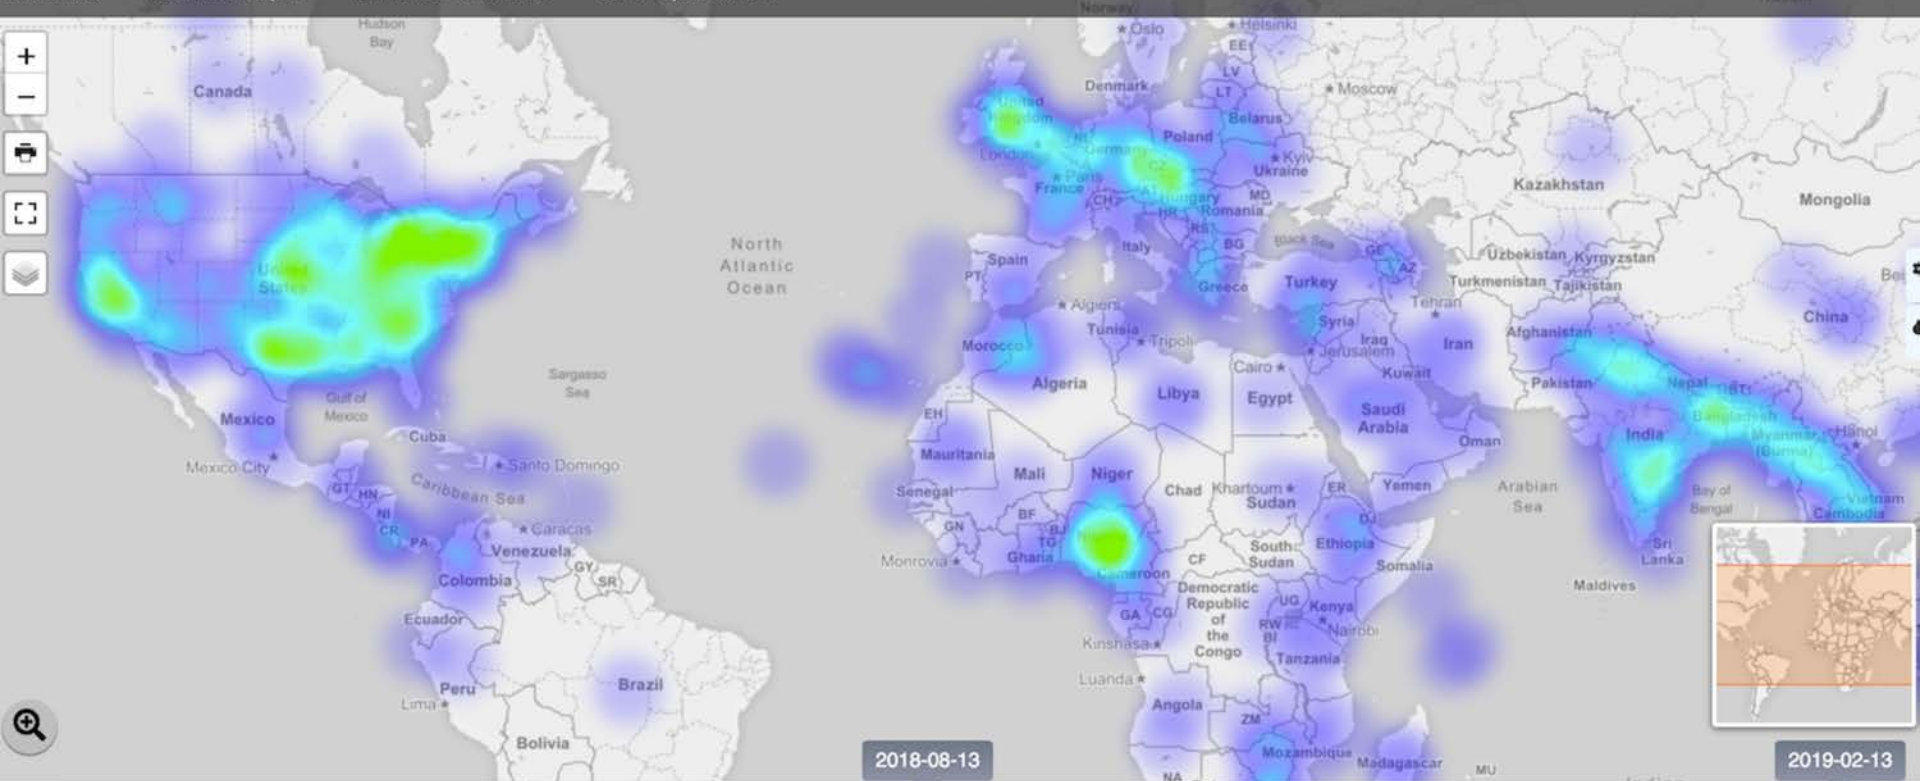 Norway
Hudson
Bay
Oslo
Helsinki
EE
LV
LT
Denmark
Moscow
Canada
United
Kingdom
Belarus
Poland
NL
Germany
London
Kyiv
Ukraine
CZ
Paris
France
AT
Hungary
Kazakhstan
Mongolia
CH
HR
Romania
MD
RS
BG
Black Sea
Italy
GE
AZ
North
Atlantic
Ocean
Spain
PT
Uzbekistan
Kyrgyzstan
Turkmenistan
Tajikistan
Turkey
Greece
United
States
Algiers
Tehran
China
Tunisia
Tripoli
Syria
Afghanistan
Morocco
Iraq
Jerusalem
Iran
Cairo
Kuwait
Pakistan
Nepal
BT
Sargasso
Sea
Algeria
Libya
Egypt
Saudi
Arabia
Gulf of
Mexico
Mexico
EH
Bangladesh
Cuba
Oman
India
Myanmar
(Burma)
Hanoi
Mexico City
Santo Domingo
Mauritania
Mali
Niger
Caribbean Sea
GT
HN
Senegal
Chad
Khartoum
Sudan
ER
Yemen
Arabian
Sea
Bay of
Bengal
Vietnam
Cambodia
NI
CR
PA
Caracas
Venezuela
GN
BF
BJ
TG
Ghana
DJ
Ethiopia
South
Sudan
CF
Somalia
Sri
Lanka
Monrovia
Cameroon
Colombia
GY
SR
Maldives
Democratic
Republic
of
the
Congo
UG
Kenya
Ecuador
GA
CG
RW
BI
Nairobi
Kinshasa
Tanzania
Brazil
Peru
Lima
Luanda
Angola
ZM
Bolivia
Mozambique
Madagascar
MU
NA
2018-08-13
2019-02-13